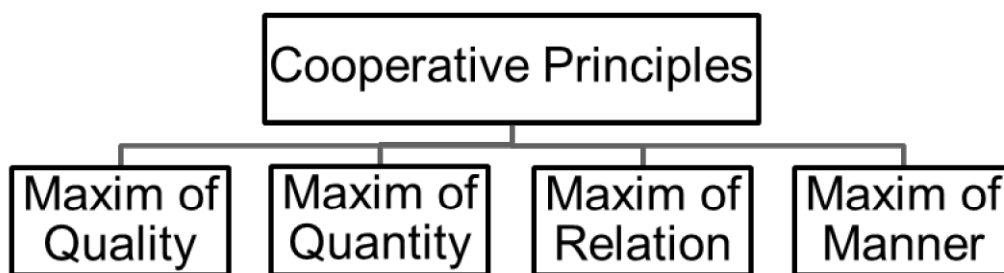 Cooperative Principles
Maxim of
Quality
Maxim of
Quantity
Maxim of
Relation
Maxim of
Manner